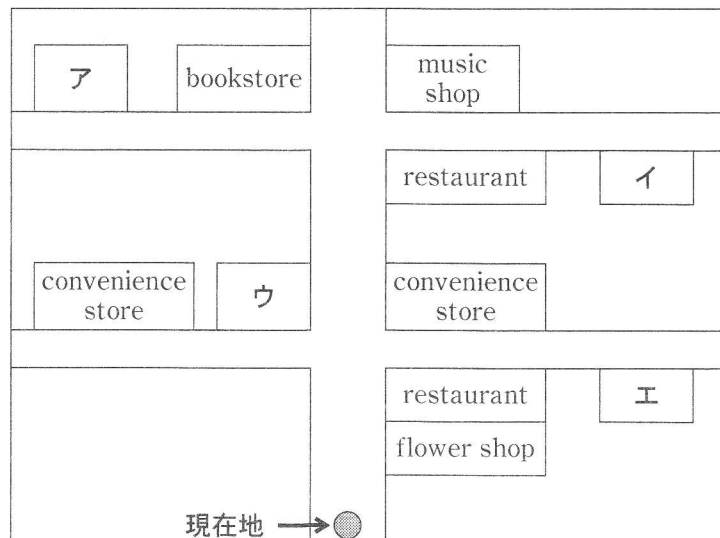 ア
bookstore
music
shop
restaurant
イ
convenience
store
ウ
convenience
store
restaurant
エ
flower shop
現在地